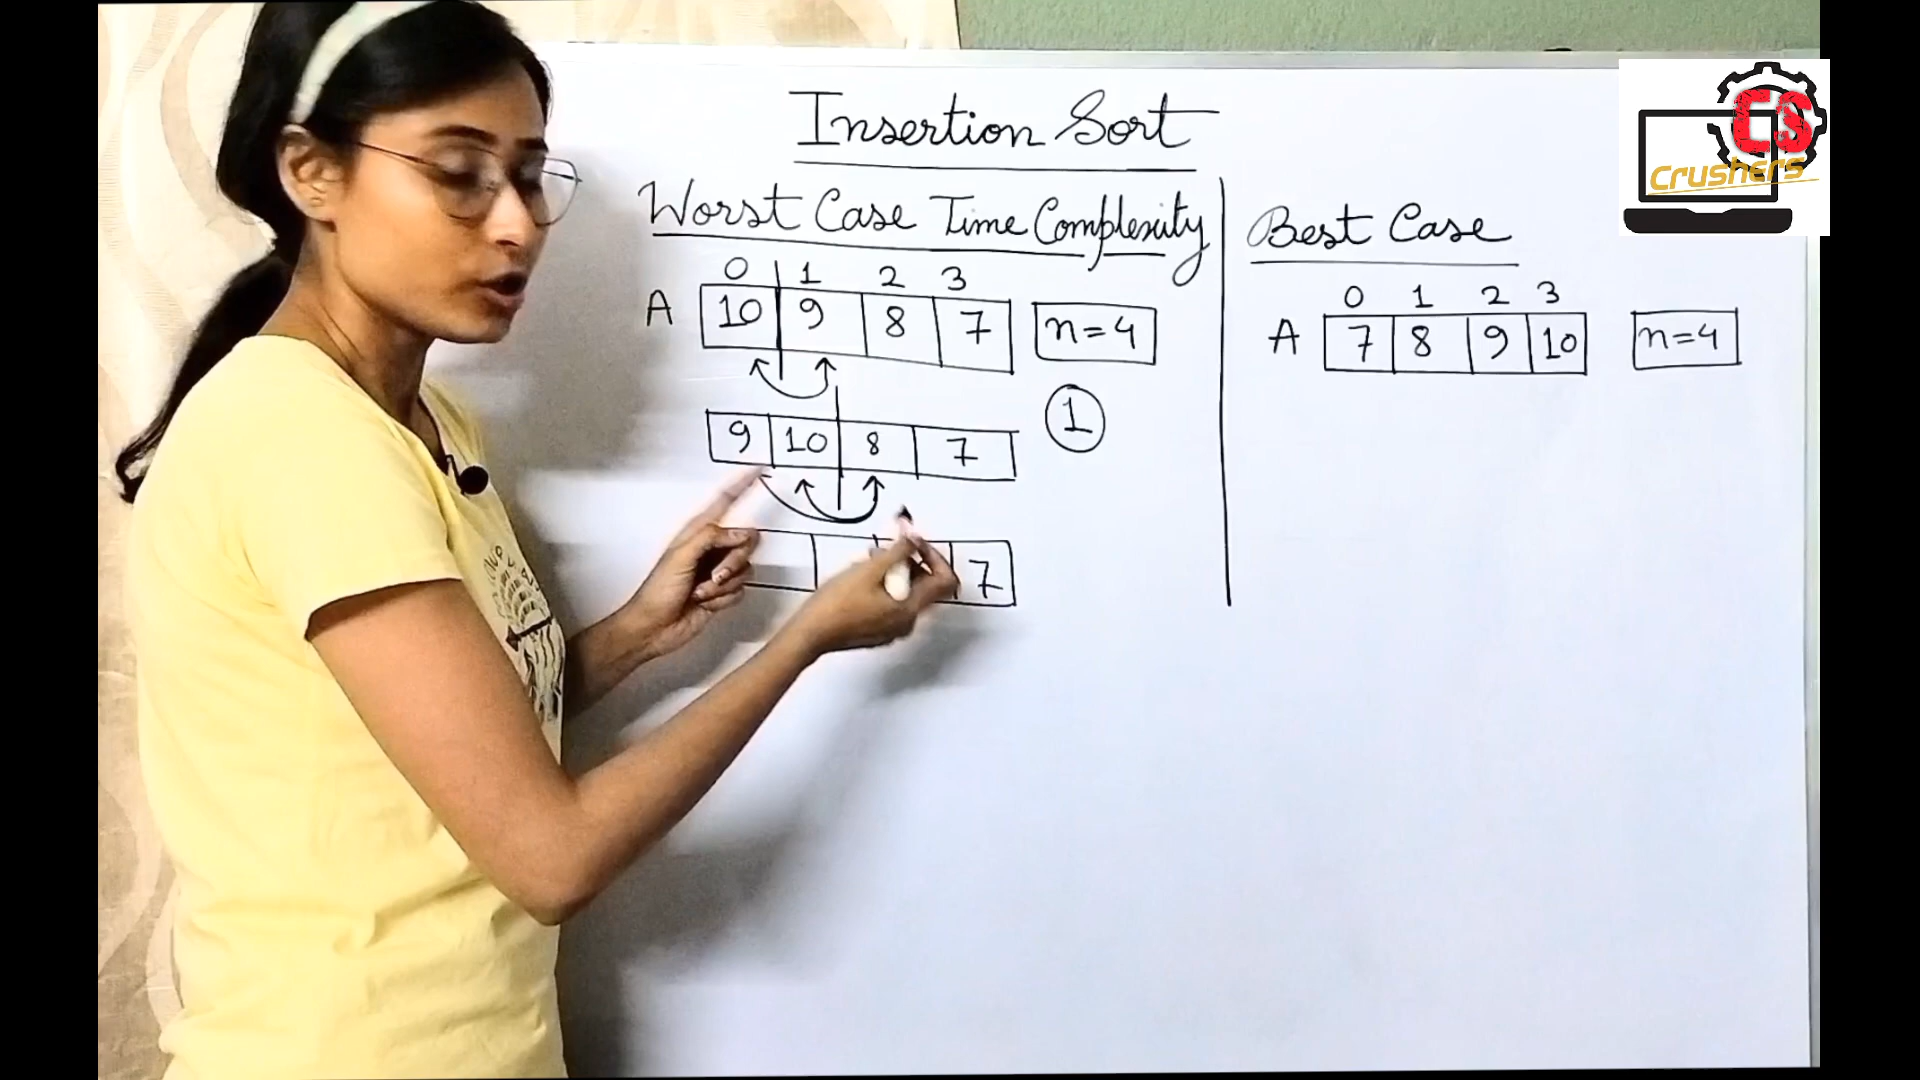 Insertion Sort
Worst Case Time Complexity
0 1 2 3
A 10 9 8 7 n=4
1
9 10 8 7
7
Best Case
0 1 2 3
A 7 8 9 10 n=4
CS
Crushers